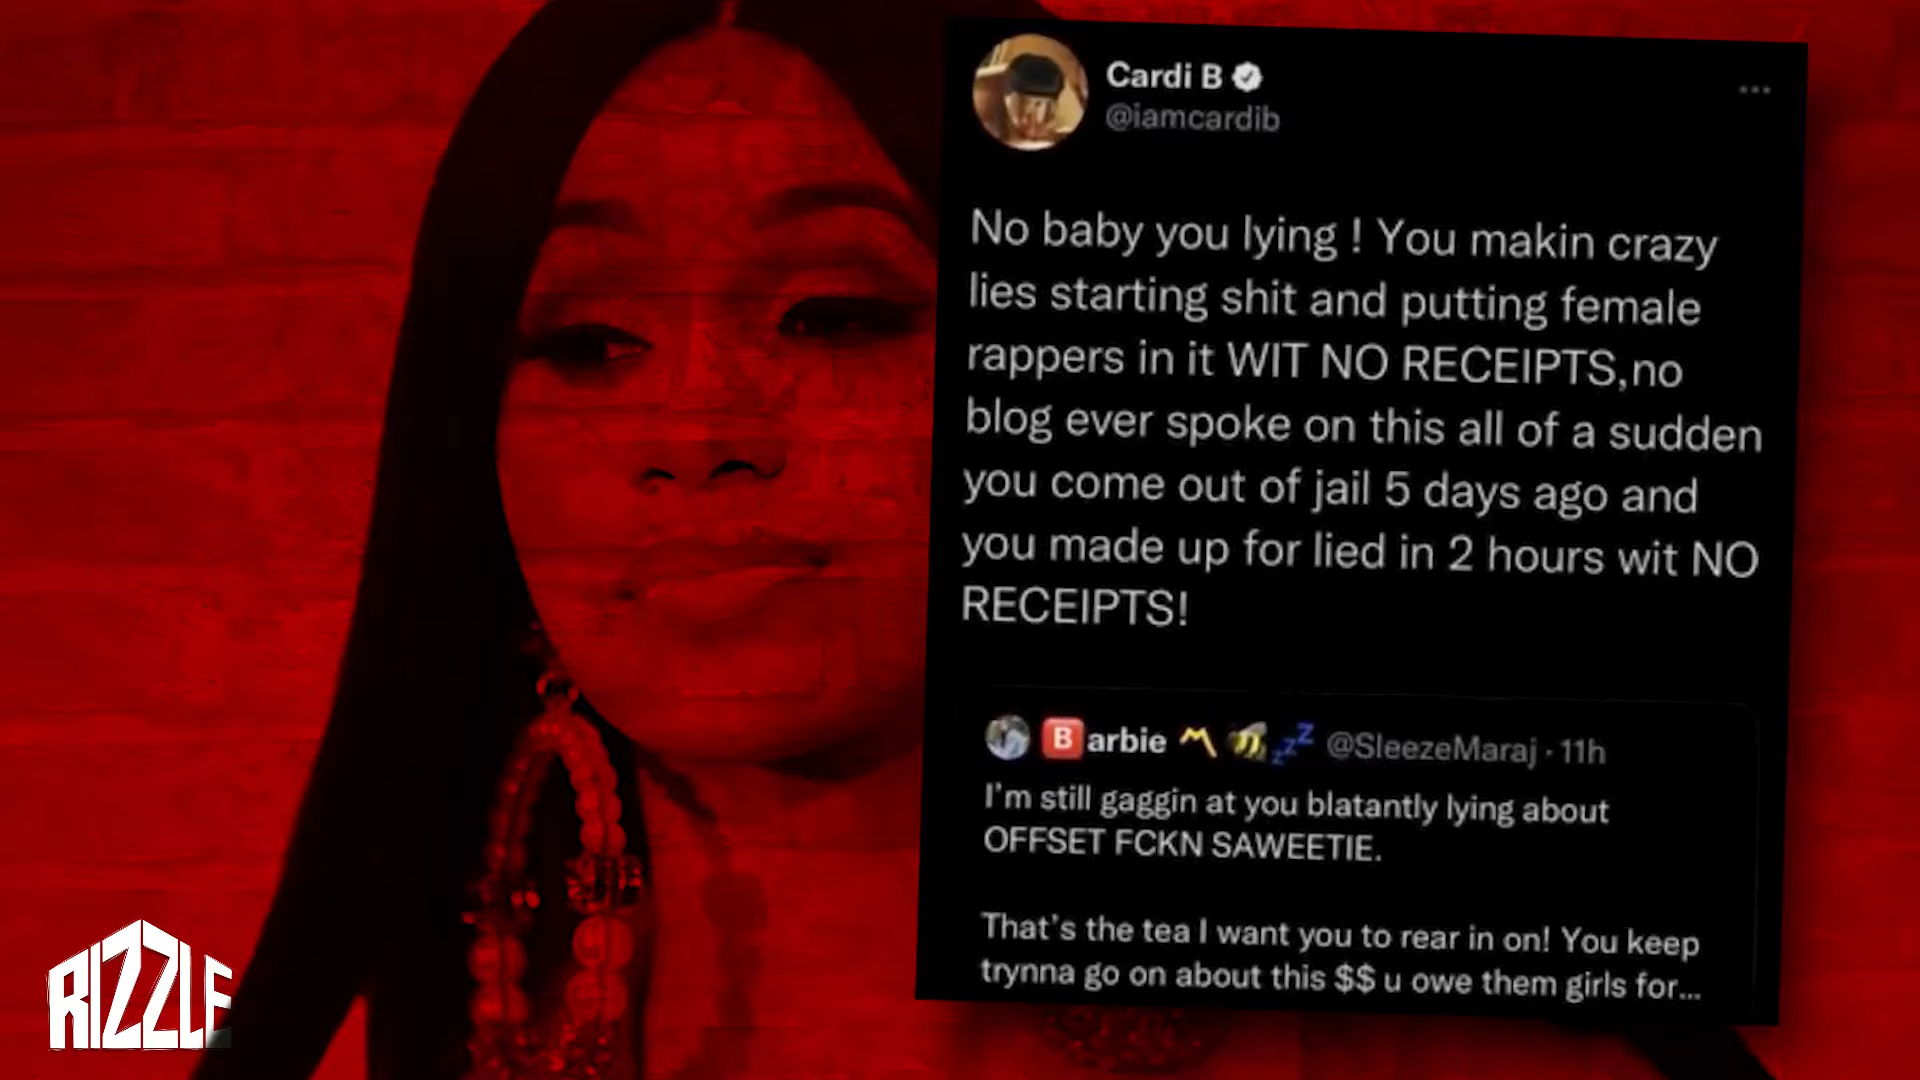 Cardi B
@iamcardib
No baby you lying ! You makin crazy
lies starting shit and putting female
rappers in it WIT NO RECEIPTS,no
blog ever spoke on this all of a sudden
you come out of jail 5 days ago and
you made up for lied in 2 hours wit NO
RECEIPTS!
🅱️arbie 〽️🐝💤 @SleezeMaraj · 11h
I'm still gaggin at you blatantly lying about
OFFSET FCKN SAWEETIE.
That's the tea I want you to rear in on! You keep
trynna go on about this $$ u owe them girls for...
RIZZLE